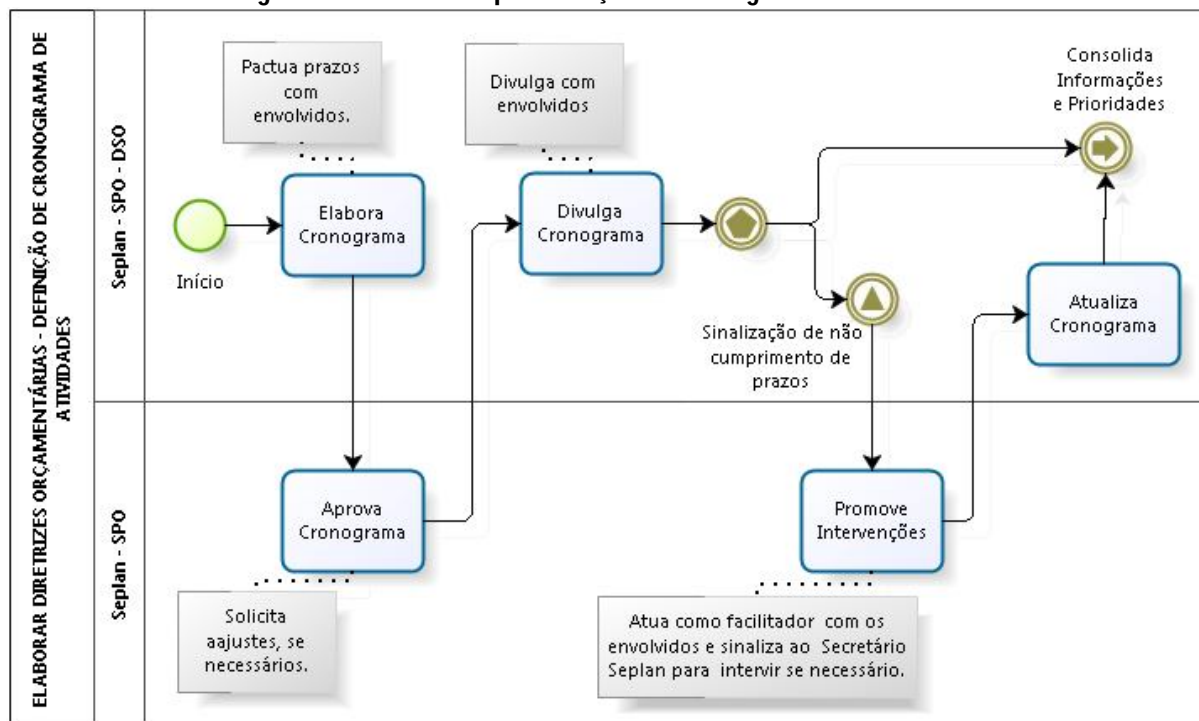 ELABORAR DIRETRIZES ORÇAMENTÁRIAS - DEFINIÇÃO DE CRONOGRAMA DE
ATIVIDADES
Seplan - SPO - DSO
Pactua prazos
com
envolvidos.
Divulga com
envolvidos
Consolida
Informações
e Prioridades
Início
Elabora
Cronograma
Divulga
Cronograma
Sinalização de não
cumprimento de
prazos
Atualiza
Cronograma
Seplan - SPO
Aprova
Cronograma
Promove
Intervenções
Solicita
aajustes, se
necessários.
Atua como facilitador com os
envolvidos e sinaliza ao Secretário
Seplan para intervir se necessário.